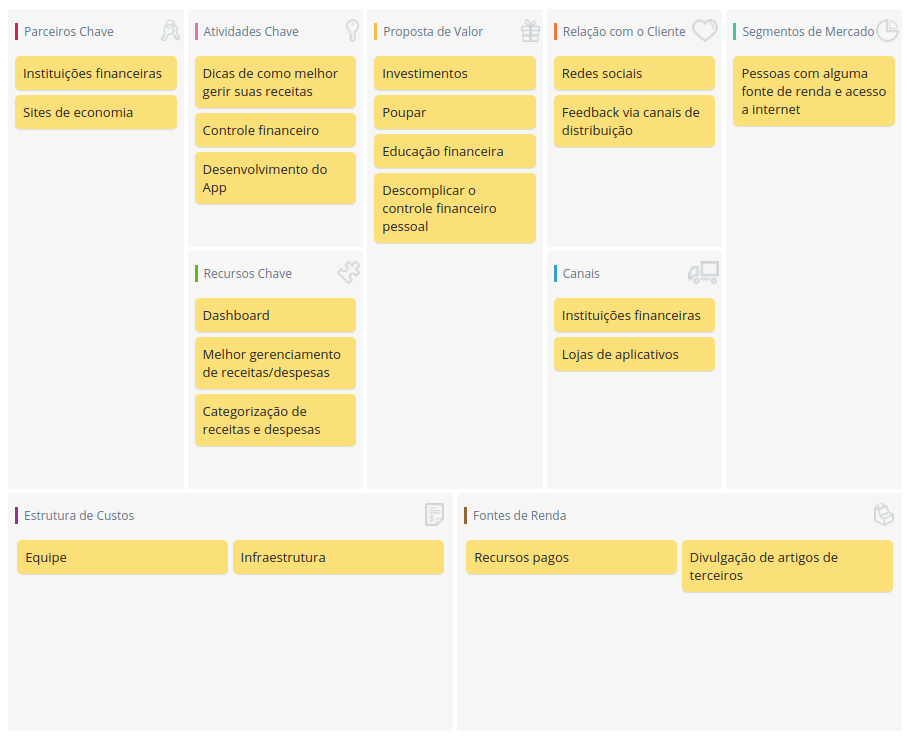 Parceiros Chave
Instituições financeiras
Sites de economia
Atividades Chave
Dicas de como melhor
gerir suas receitas
Controle financeiro
Desenvolvimento do
App
Recursos Chave
Dashboard
Melhor gerenciamento
de receitas/despesas
Categorização de
receitas e despesas
Proposta de Valor
Investimentos
Poupar
Educação financeira
Descomplicar o
controle financeiro
pessoal
Relação com o Cliente
Redes sociais
Feedback via canais de
distribuição
Canais
Instituições financeiras
Lojas de aplicativos
Segmentos de Mercado
Pessoas com alguma
fonte de renda e acesso
a internet
Estrutura de Custos
Equipe
Infraestrutura
Fontes de Renda
Recursos pagos
Divulgação de artigos de
terceiros